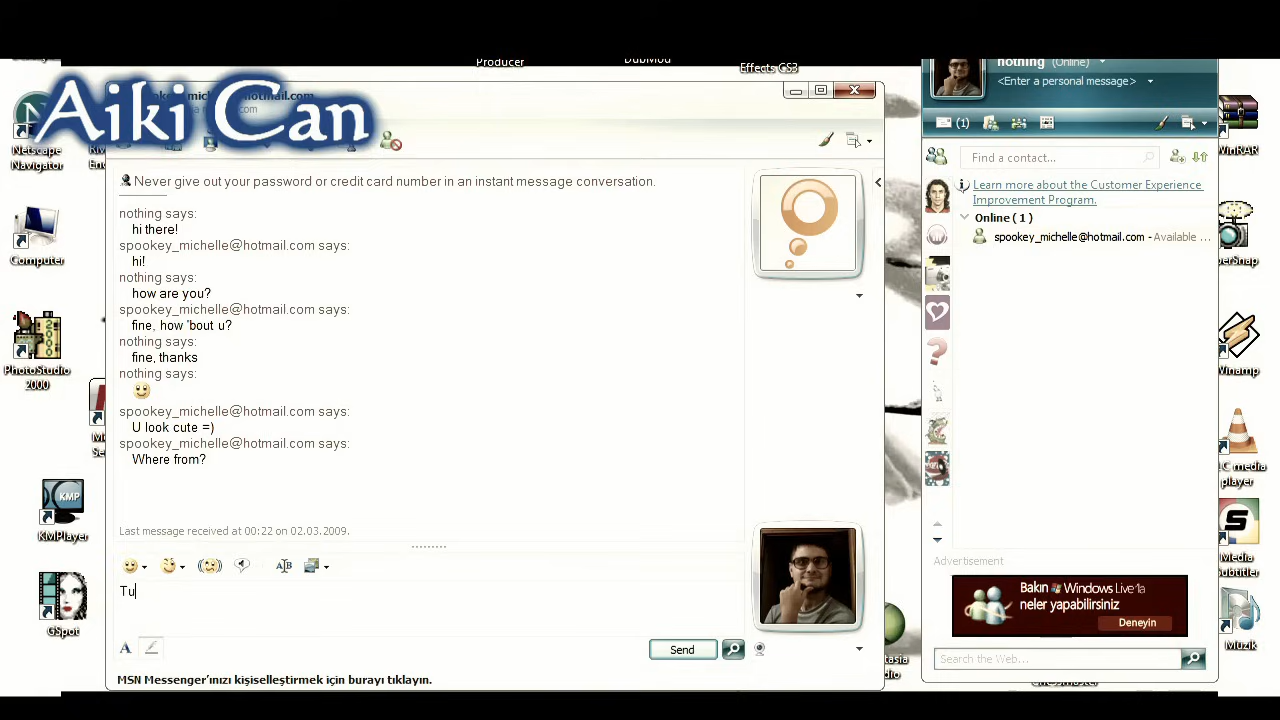 Producer
DubMod
Effects CS3
nothing (Online)
<Enter a personal message>
Aiki Can
(1)
Netscape
Navigator
WinRAR
Find a contact...
Never give out your password or credit card number in an instant message conversation.
Learn more about the Customer Experience
Improvement Program.
nothing says:
hi there!
Online ( 1 )
spookey_michelle@hotmail.com says:
spookey_michelle@hotmail.com - Available ...
hi!
Computer
nothing says:
how are you?
spookey_michelle@hotmail.com says:
fine, how 'bout u?
nothing says:
fine, thanks
PhotoStudio
2000
Winamp
nothing says:
spookey_michelle@hotmail.com says:
U look cute =)
spookey_michelle@hotmail.com says:
Where from?
media
player
KMP
KMPlayer
Last message received at 00:22 on 02.03.2009.
Media
Subtitler
Advertisement
Tu
Bakın Windows Live'la
neler yapabilirsiniz
Deneyin
GSpot
Muzik
Send
Search the Web...
MSN Messenger'ınızı kişiselleştirmek için burayı tıklayın.